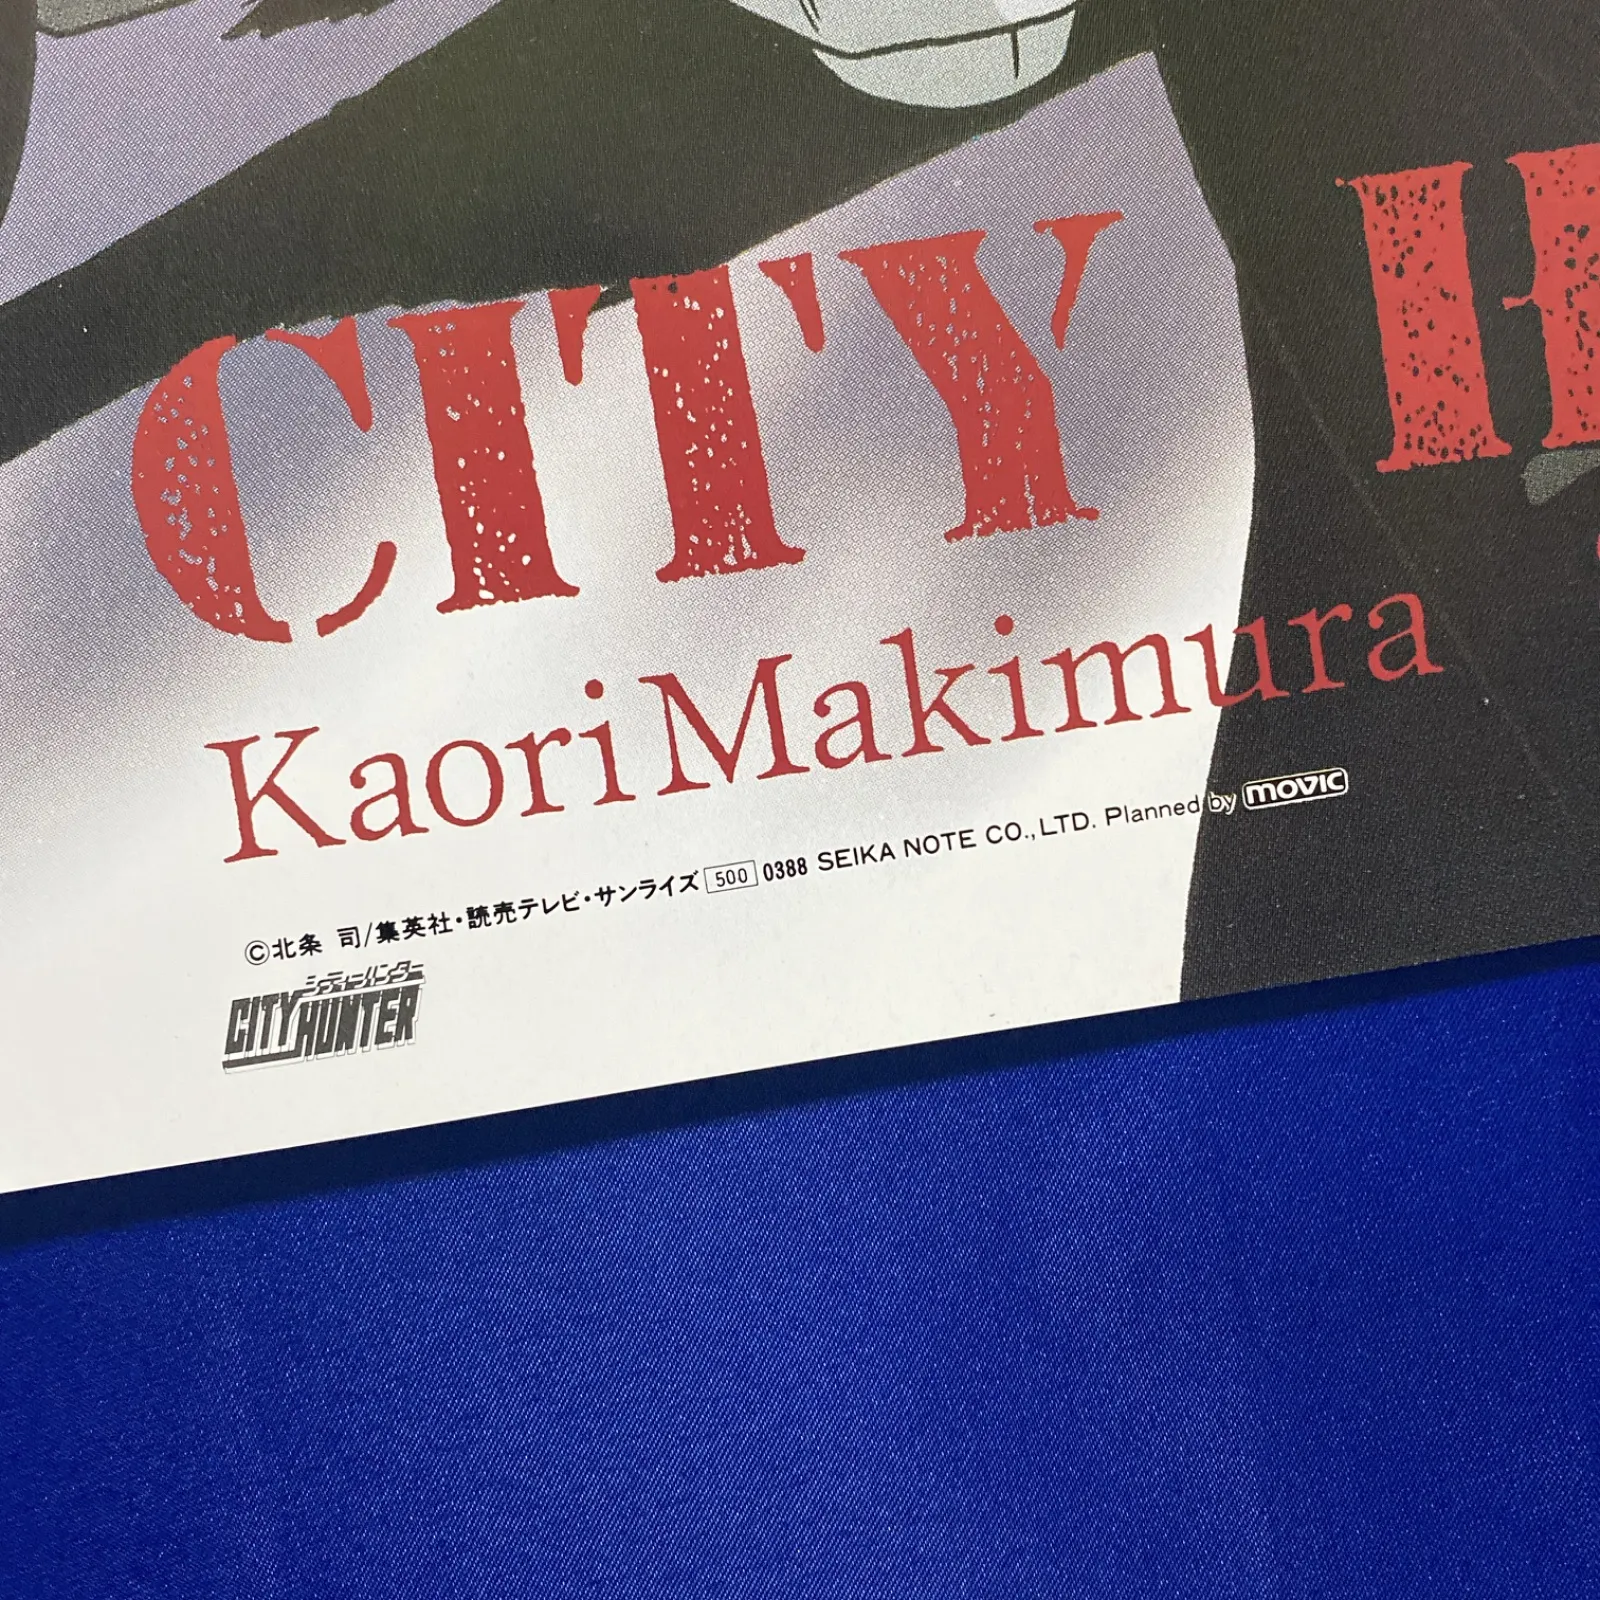 CITY H
Kaori Makimura
©北条 司/集英社・読売テレビ・サンライズ 500 0388 SEIKA NOTE CO.,LTD. Planned by movic
シティーハンター
CITY HUNTER